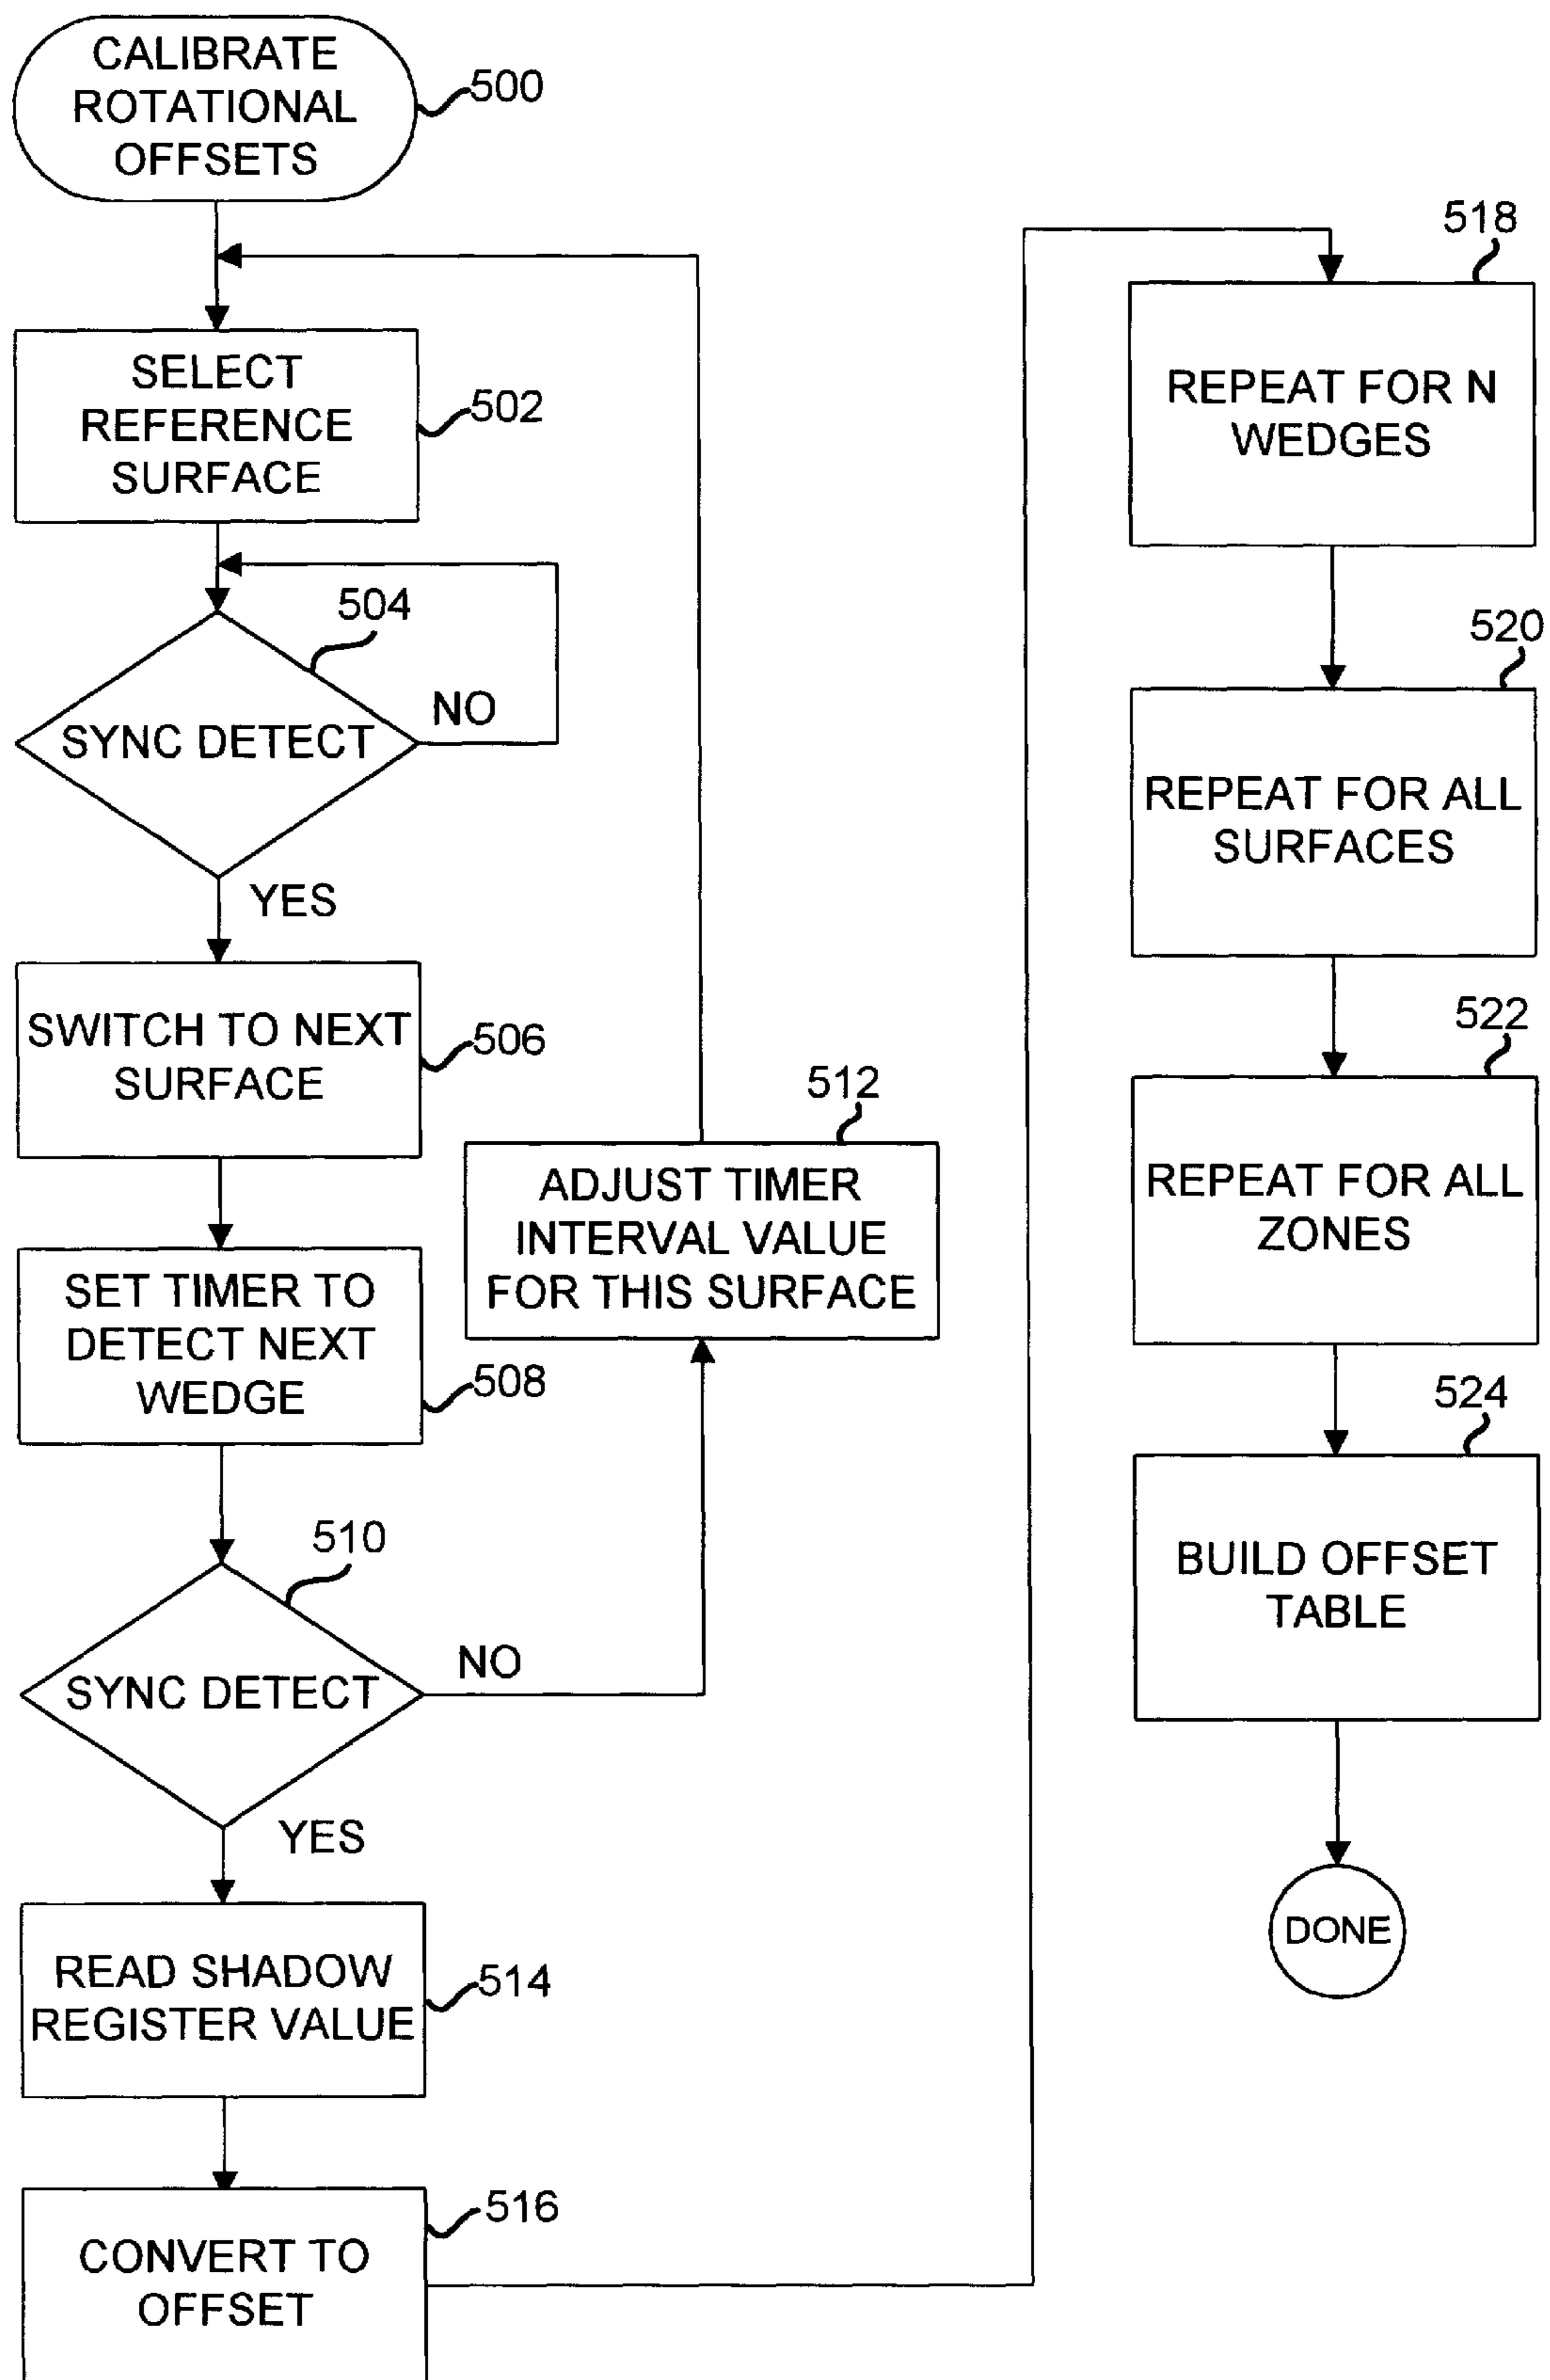 CALIBRATE
ROTATIONAL
OFFSETS
500
SELECT
REFERENCE
SURFACE
502
504
SYNC DETECT
NO
YES
SWITCH TO NEXT
SURFACE
506
SET TIMER TO
DETECT NEXT
WEDGE
508
512
ADJUST TIMER
INTERVAL VALUE
FOR THIS SURFACE
510
SYNC DETECT
NO
YES
READ SHADOW
REGISTER VALUE
514
CONVERT TO
OFFSET
516
518
REPEAT FOR N
WEDGES
520
REPEAT FOR ALL
SURFACES
522
REPEAT FOR ALL
ZONES
524
BUILD OFFSET
TABLE
DONE